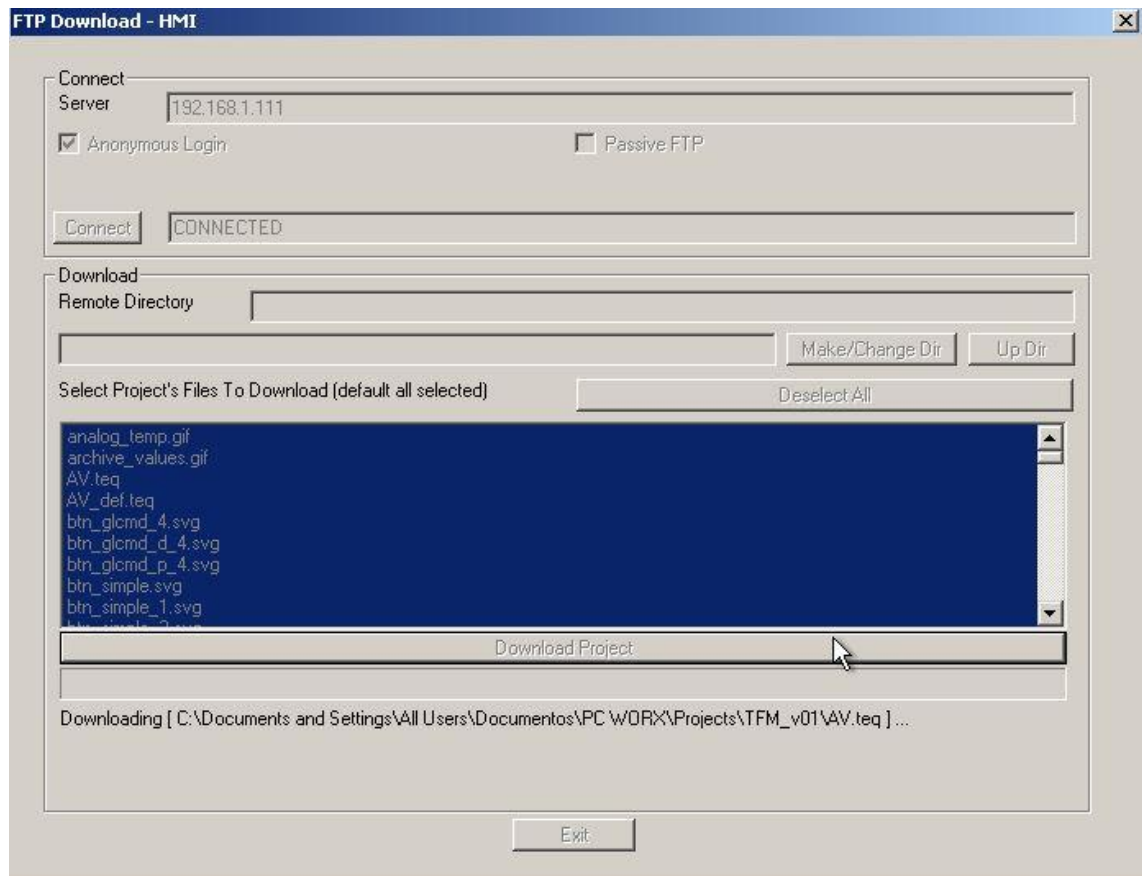 FTP Download - HMI
Connect
Server 192.168.1.111
Anonymous Login Passive FTP
Connect CONNECTED
Download
Remote Directory
Make/Change Dir Up Dir
Select Project's Files To Download (default all selected) Deselect All
analog_temp.gif
archive_values.gif
AV.teq
AV_def.teq
btn_glcmd_4.svg
btn_glcmd_d_4.svg
btn_glcmd_p_4.svg
btn_simple.svg
btn_simple_1.svg
Download Project
Downloading [ C:\Documents and Settings\All Users\Documentos\PC WORX\Projects\TFM_v01\AV.teq ] ...
Exit